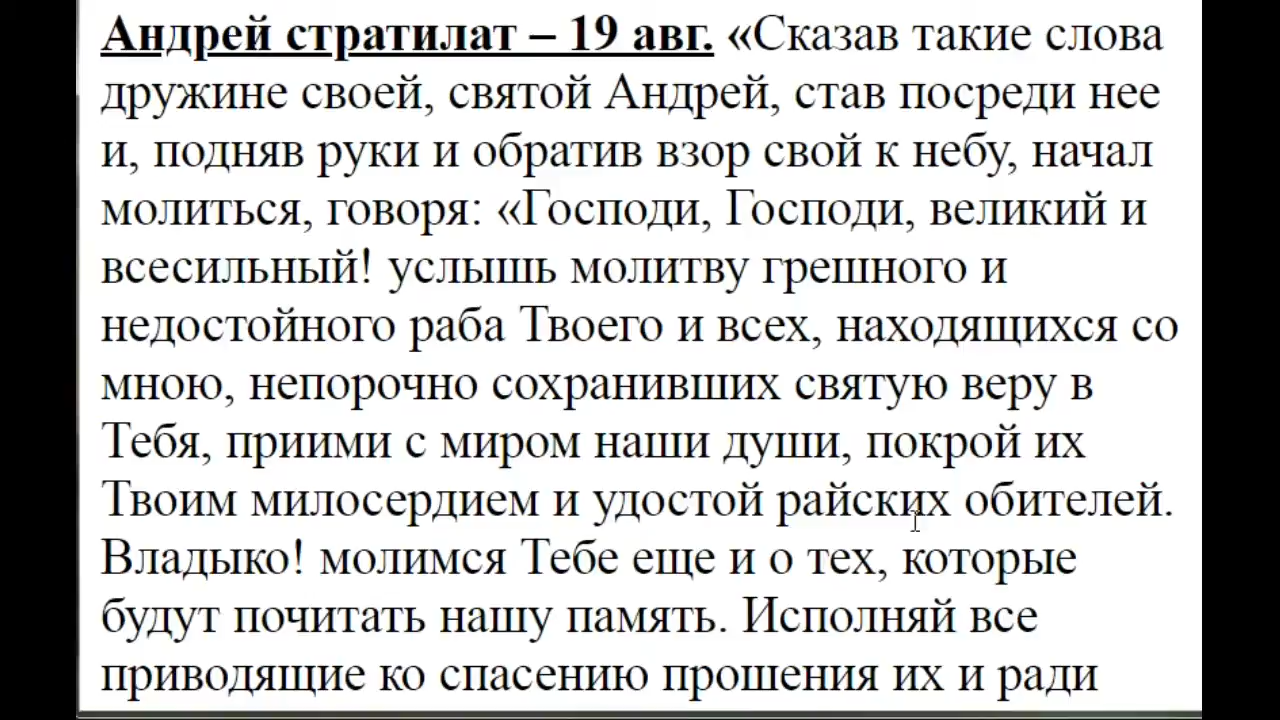 Андрей стратилат – 19 авг. «Сказав такие слова
дружине своей, святой Андрей, став посреди нее
и, подняв руки и обратив взор свой к небу, начал
молиться, говоря: «Господи, Господи, великий и
всесильный! услышь молитву грешного и
недостойного раба Твоего и всех, находящихся со
мною, непорочно сохранивших святую веру в
Тебя, приими с миром наши души, покрой их
Твоим милосердием и удостой райских обителей.
Владыко! молимся Тебе еще и о тех, которые
будут почитать нашу память. Исполняй все
приводящие ко спасению прошения их и ради